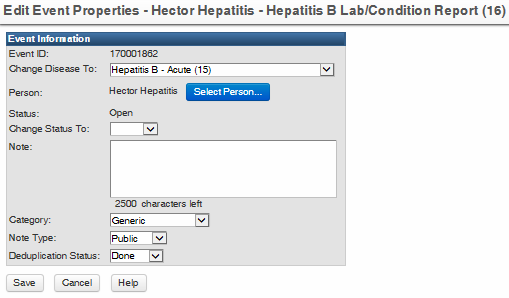 Edit Event Properties - Hector Hepatitis - Hepatitis B Lab/Condition Report (16)
Event Information
Event ID: 170001862
Change Disease To: Hepatitis B - Acute (15)
Person: Hector Hepatitis Select Person...
Status: Open
Change Status To:
Note:
2500 characters left
Category: Generic
Note Type: Public
Deduplication Status: Done
Save Cancel Help